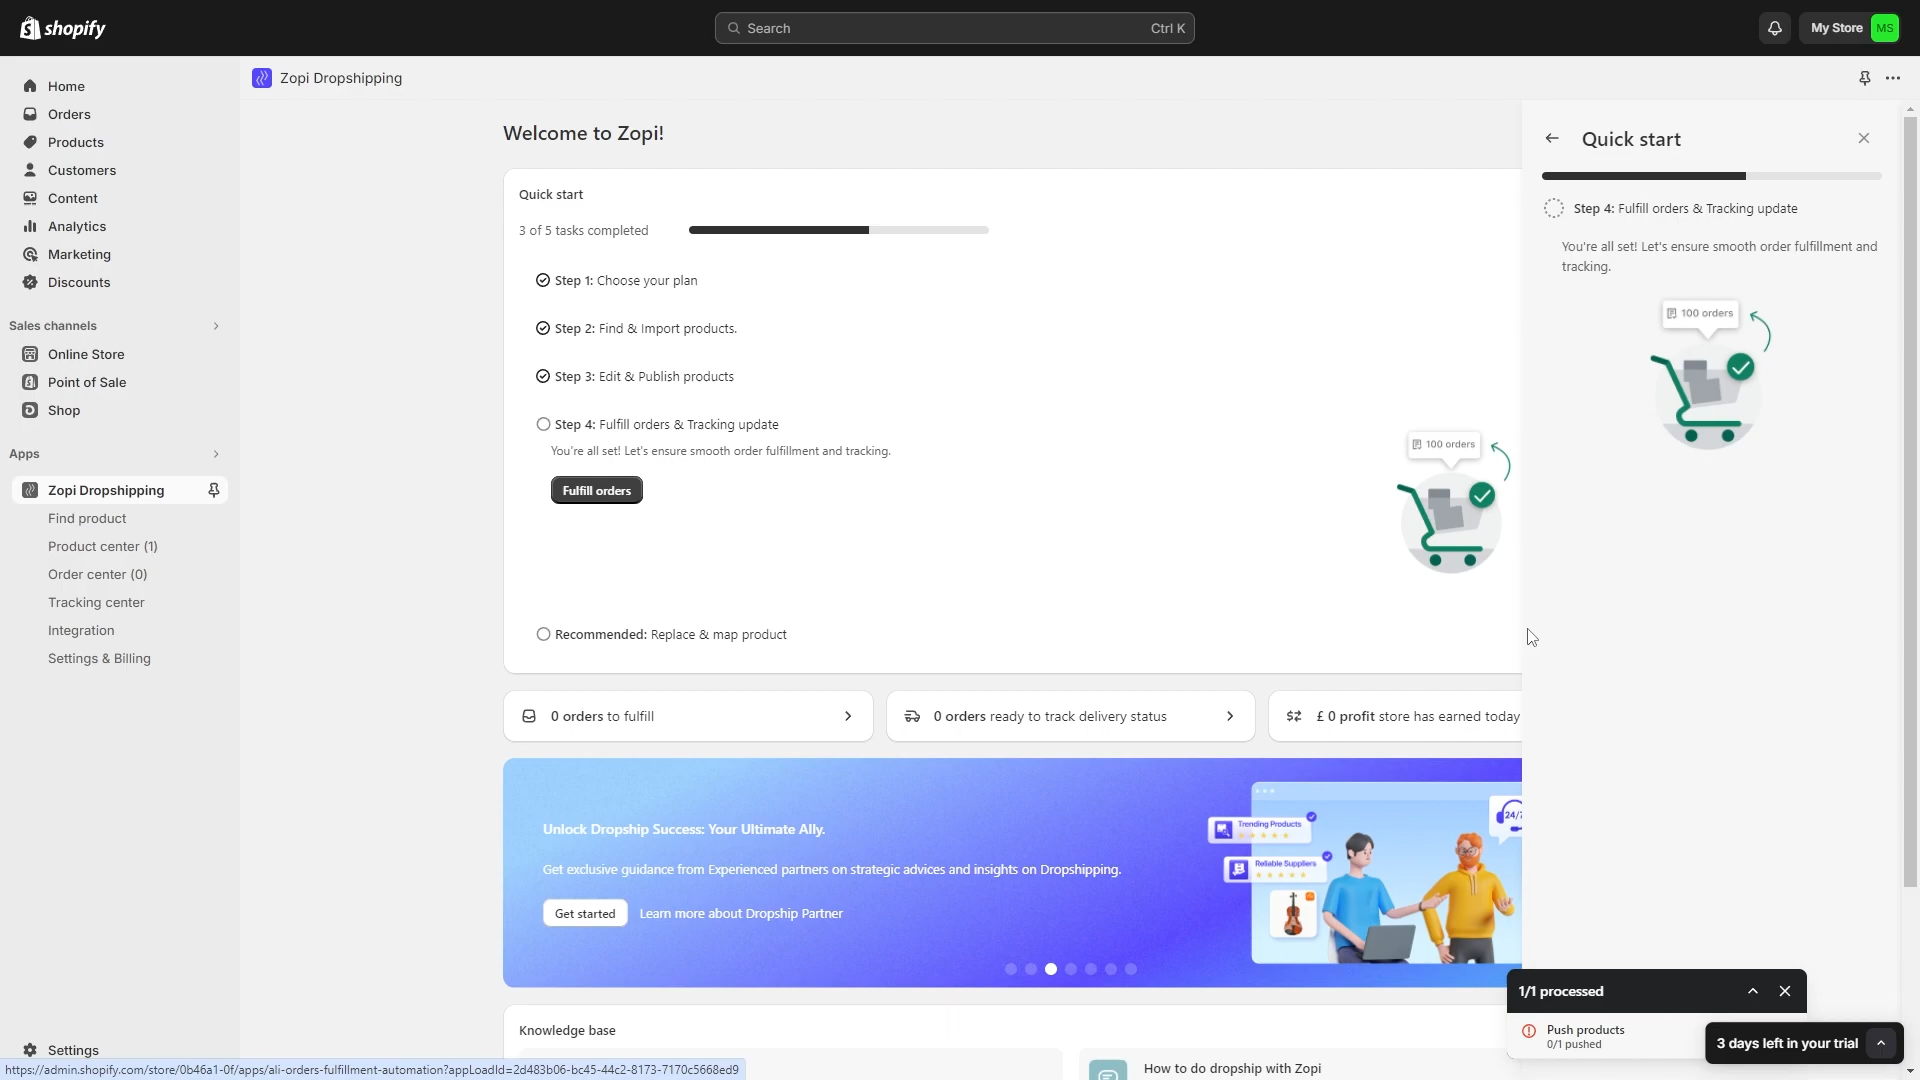 shopify
Search
Ctrl K
My Store
MS
Home
Orders
Products
Customers
Content
Analytics
Marketing
Discounts
Sales channels
Online Store
Point of Sale
Shop
Apps
Zopi Dropshipping
Find product
Product center (1)
Order center (0)
Tracking center
Integration
Settings & Billing
Settings
Zopi Dropshipping
Welcome to Zopi!
Quick start
3 of 5 tasks completed
Step 1: Choose your plan
Step 2: Find & Import products.
Step 3: Edit & Publish products
Step 4: Fulfill orders & Tracking update
You're all set! Let's ensure smooth order fulfillment and tracking.
Fulfill orders
100 orders
Recommended: Replace & map product
0 orders to fulfill
0 orders ready to track delivery status
£ 0 profit store has earned today
Unlock Dropship Success: Your Ultimate Ally.
Get exclusive guidance from Experienced partners on strategic advices and insights on Dropshipping.
Get started
Learn more about Dropship Partner
Trending Products
Reliable Suppliers
24/7
Knowledge base
How to do dropship with Zopi
Quick start
Step 4: Fulfill orders & Tracking update
You're all set! Let's ensure smooth order fulfillment and
tracking.
100 orders
1/1 processed
Push products
0/1 pushed
3 days left in your trial
https://admin.shopify.com/store/0b46a1-0f/apps/ali-orders-fulfillment-automation?appLoadId=2d483b06-bc45-44c2-8173-7170c5668ed9